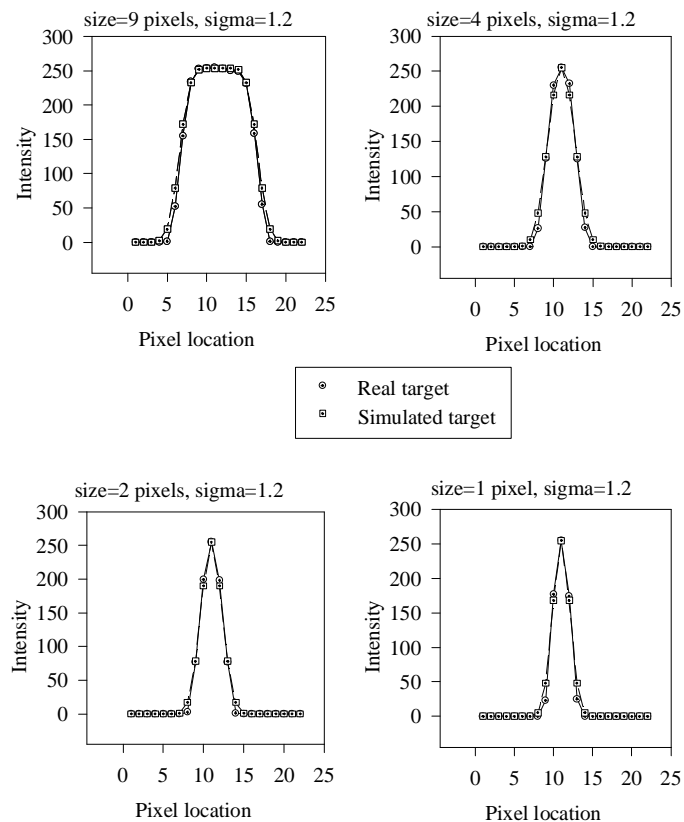 size=9 pixels, sigma=1.2
300
250
200
150
100
50
0
Intensity
0 5 10 15 20 25
Pixel location
size=4 pixels, sigma=1.2
300
250
200
150
100
50
0
Intensity
0 5 10 15 20 25
Pixel location
Real target
Simulated target
size=2 pixels, sigma=1.2
300
250
200
150
100
50
0
Intensity
0 5 10 15 20 25
Pixel location
size=1 pixel, sigma=1.2
300
250
200
150
100
50
0
Intensity
0 5 10 15 20 25
Pixel location